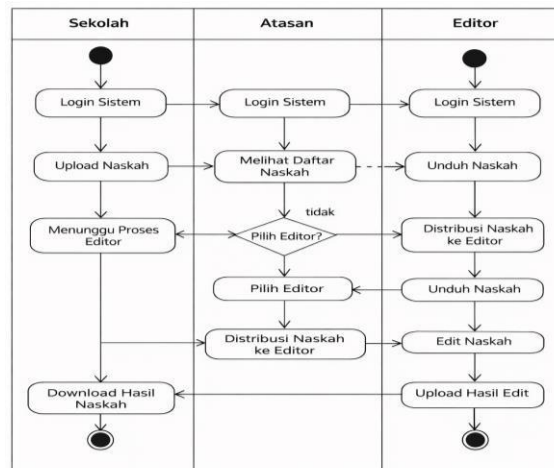 Sekolah
Atasan
Editor
Login Sistem
Login Sistem
Login Sistem
Upload Naskah
Melihat Daftar
Naskah
Unduh Naskah
tidak
Menunggu Proses
Editor
Pilih Editor?
Distribusi Naskah
ke Editor
Pilih Editor
Unduh Naskah
Distribusi Naskah
ke Editor
Edit Naskah
Download Hasil
Naskah
Upload Hasil Edit